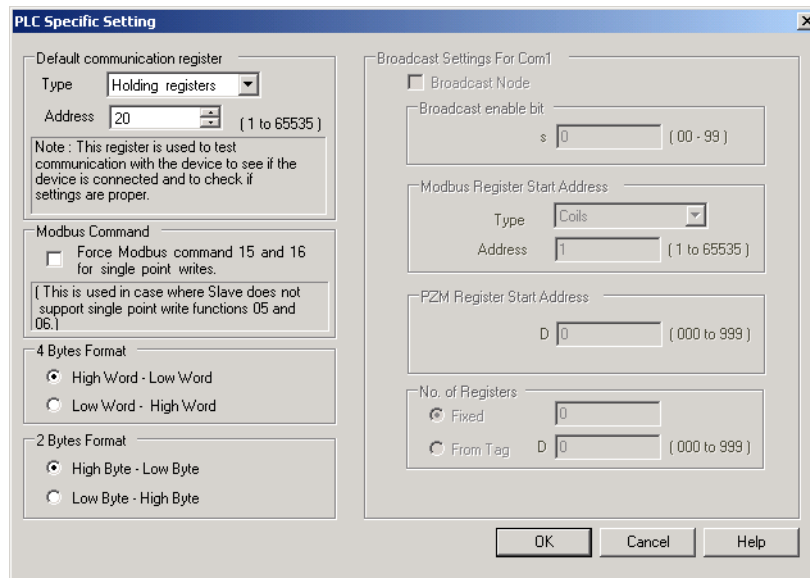 PLC Specific Setting
Default communication register
Type Holding registers
Address 20 ( 1 to 65535 )
Note : This register is used to test
communication with the device to see if the
device is connected and to check if
settings are proper.
Modbus Command
Force Modbus command 15 and 16
for single point writes.
( This is used in case where Slave does not
support single point write functions 05 and
06.)
4 Bytes Format
High Word - Low Word
Low Word - High Word
2 Bytes Format
High Byte - Low Byte
Low Byte - High Byte
Broadcast Settings For Com1
Broadcast Node
Broadcast enable bit
s 0 ( 00 - 99 )
Modbus Register Start Address
Type Coils
Address 1 ( 1 to 65535 )
PZM Register Start Address
D 0 ( 000 to 999 )
No. of Registers
Fixed 0
From Tag D 0 ( 000 to 999 )
OK Cancel Help